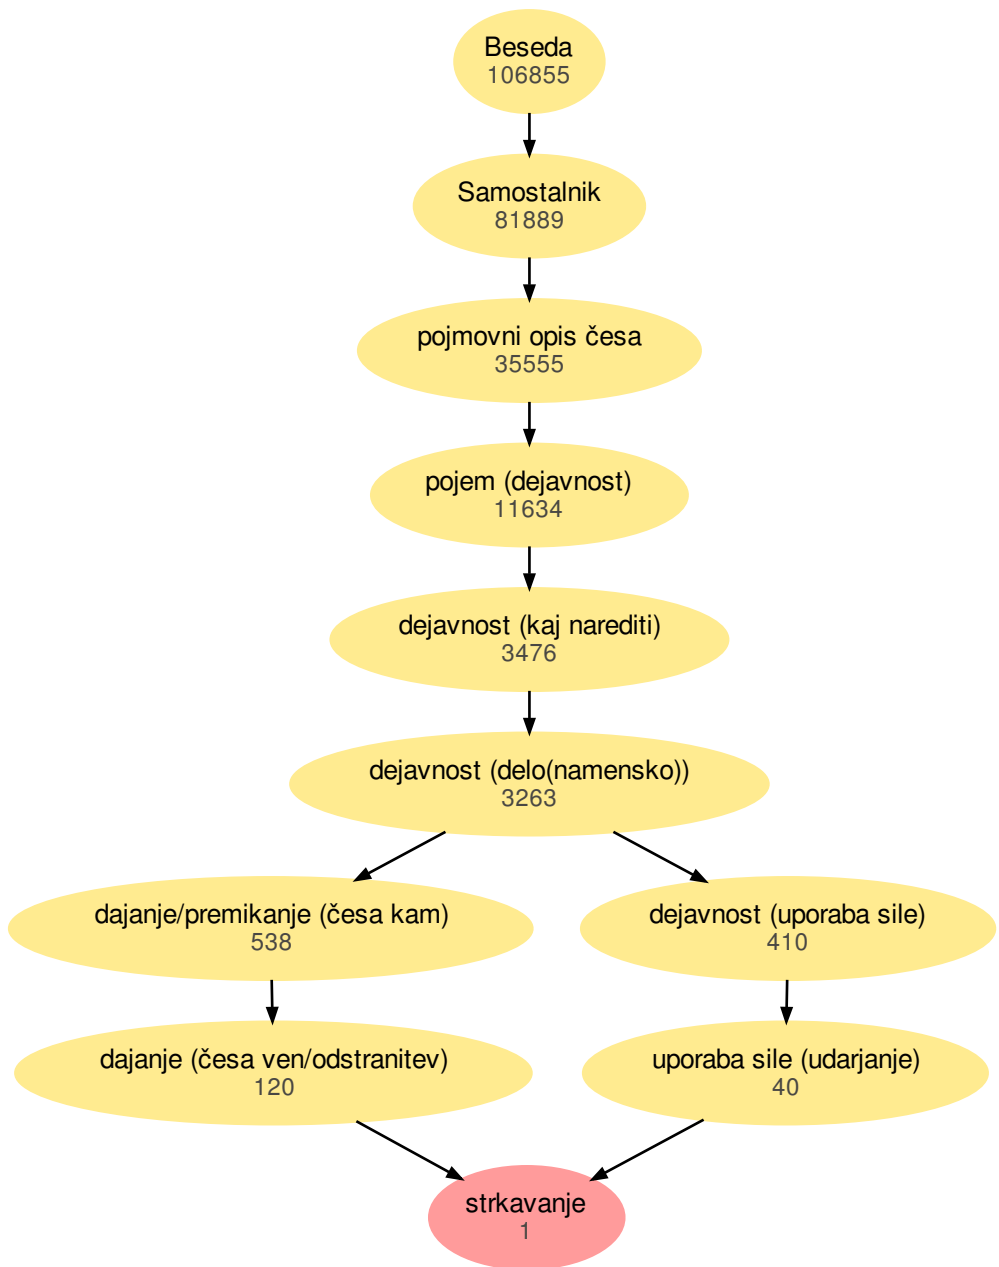 Beseda
106855
Samostalnik
81889
pojmovni opis česa
35555
pojem (dejavnost)
11634
dejavnost (kaj narediti)
3476
dejavnost (delo(namensko))
3263
dajanje/premikanje (česa kam)
538
dejavnost (uporaba sile)
410
dajanje (česa ven/odstranitev)
120
uporaba sile (udarjanje)
40
strkavanje
1